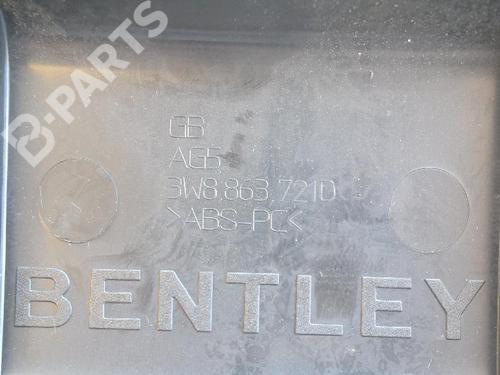 B-PARTS
GB
AG5
3W8 863 721D
>ABS-PC<
BENTLEY